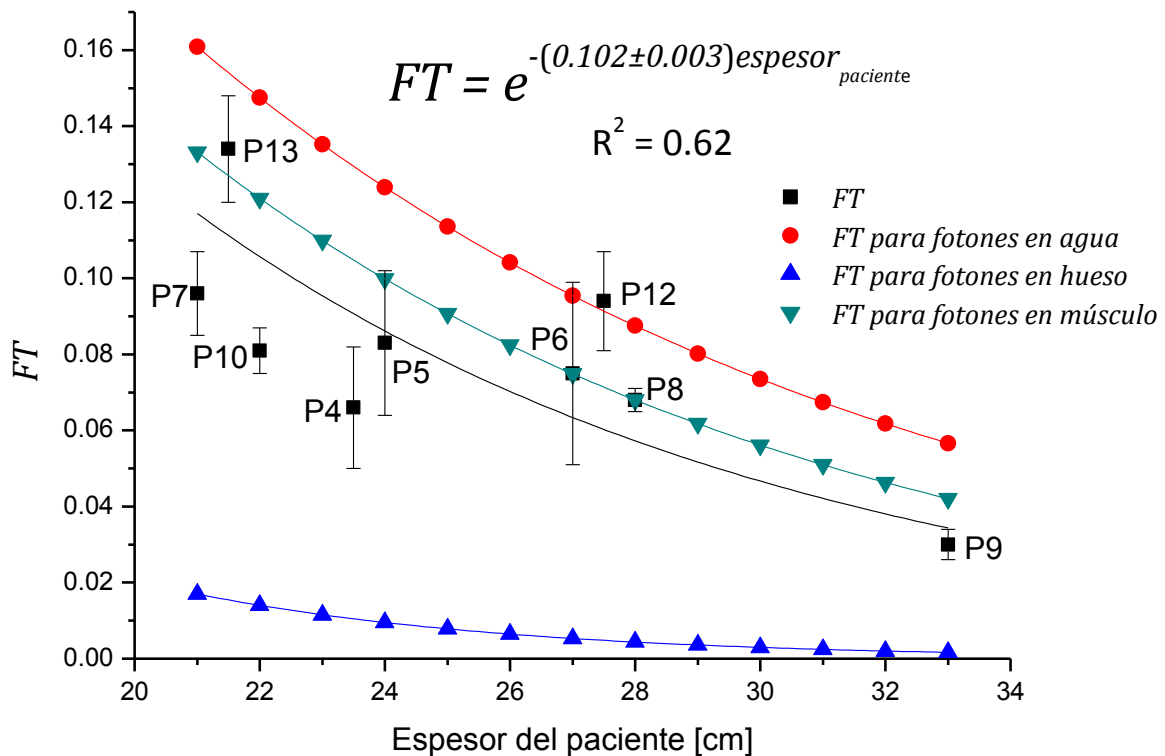 FT = e^-(0.102±0.003)espesor_paciente
R² = 0.62
FT
FT para fotones en agua
FT para fotones en hueso
FT para fotones en músculo
P13
P7
P10
P4
P5
P6
P12
P8
P9
FT
0.16
0.14
0.12
0.10
0.08
0.06
0.04
0.02
0.00
20 22 24 26 28 30 32 34
Espesor del paciente [cm]